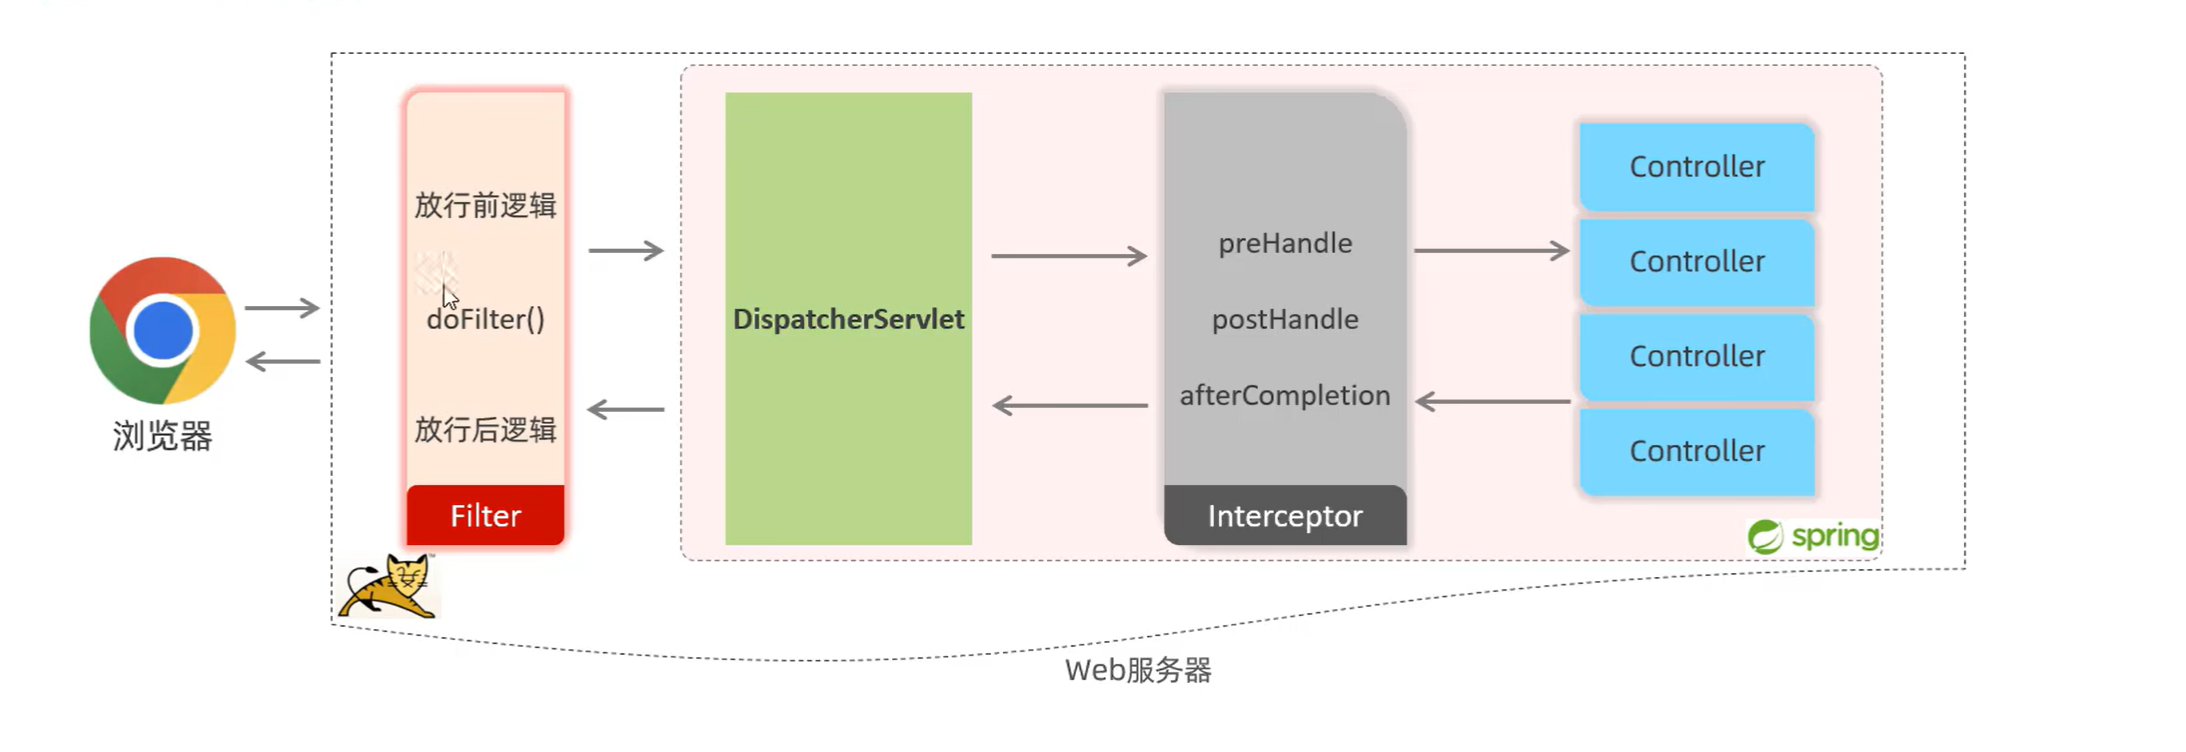 浏览器
放行前逻辑
doFilter()
放行后逻辑
Filter
DispatcherServlet
preHandle
postHandle
afterCompletion
Interceptor
Controller
Controller
Controller
Controller
spring
Web服务器